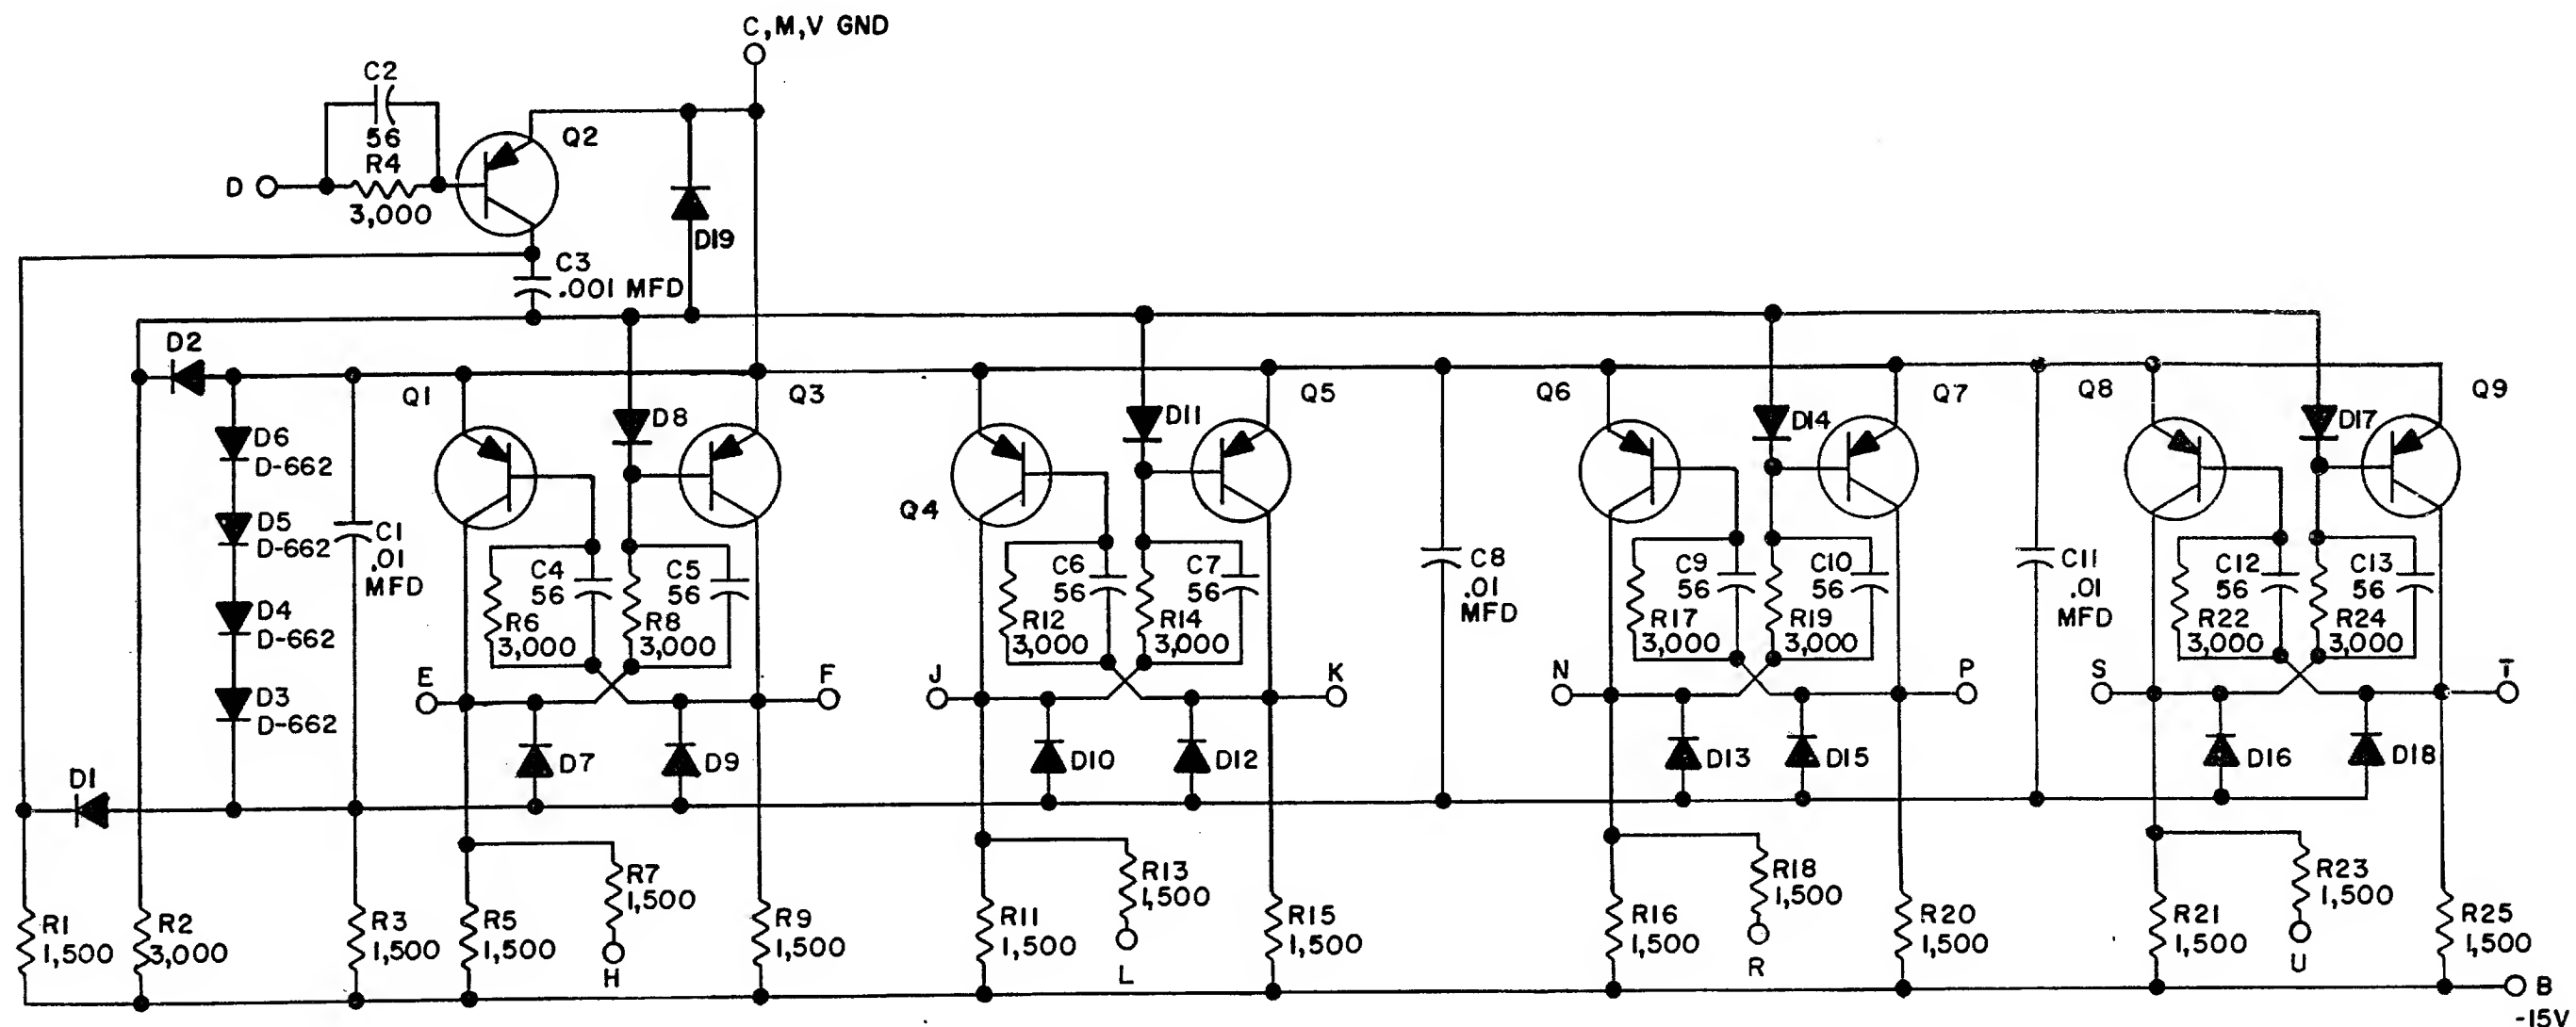 C,M,V GND
C2
56
R4
3,000
D
Q2
D19
C3
.001 MFD
D2
Q1
D8
Q3
Q4
D11
Q5
Q6
D14
Q7
Q8
D17
Q9
D6
D-662
D5
D-662
D4
D-662
D3
D-662
C1
.01
MFD
C4
56
R6
3,000
C5
56
R8
3,000
C6
56
R12
3,000
C7
56
R14
3,000
C8
.01
MFD
C9
56
R17
3,000
C10
56
R19
3,000
C11
.01
MFD
C12
56
R22
3,000
C13
56
R24
3,000
E
F
J
K
N
P
S
T
D1
D7
D9
D10
D12
D13
D15
D16
D18
R1
1,500
R2
3,000
R3
1,500
R5
1,500
R7
1,500
H
R9
1,500
R11
1,500
R13
1,500
L
R15
1,500
R16
1,500
R18
1,500
R
R20
1,500
R21
1,500
R23
1,500
U
R25
1,500
B
-15V